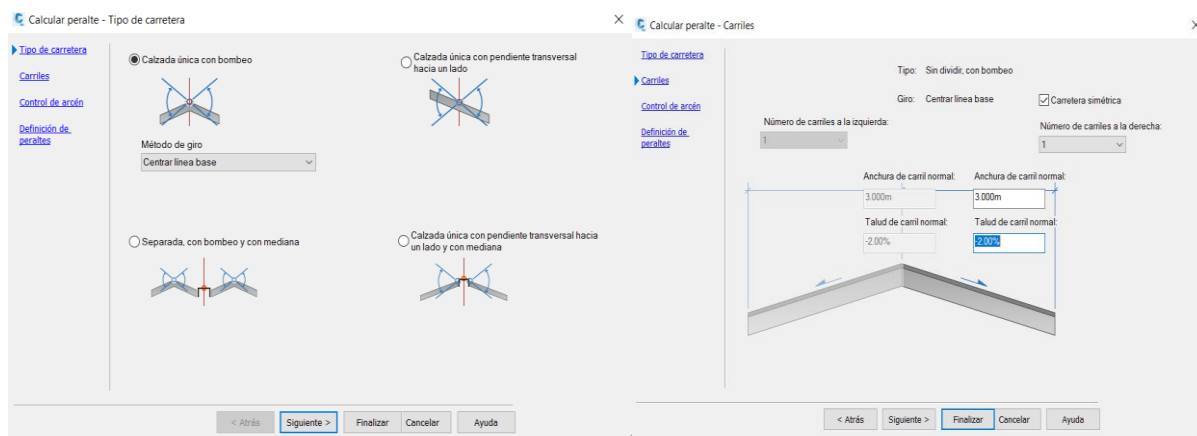 Calcular peralte - Tipo de carretera
Tipo de carretera
Carriles
Control de arcén
Definición de
peraltes
Calzada única con bombeo
Calzada única con pendiente transversal
hacia un lado
Método de giro
Centrar línea base
Separada, con bombeo y con mediana
Calzada única con pendiente transversal hacia
un lado y con mediana
< Atrás
Siguiente >
Finalizar
Cancelar
Ayuda
Calcular peralte - Carriles
Tipo de carretera
Carriles
Control de arcén
Definición de
peraltes
Tipo: Sin dividir, con bombeo
Giro: Centrar línea base
Carretera simétrica
Número de carriles a la izquierda:
1
Número de carriles a la derecha:
1
Anchura de carril normal:
Anchura de carril normal:
3.000m
3.000m
Talud de carril normal:
Talud de carril normal:
-2.00%
-2.00%
< Atrás
Siguiente >
Finalizar
Cancelar
Ayuda